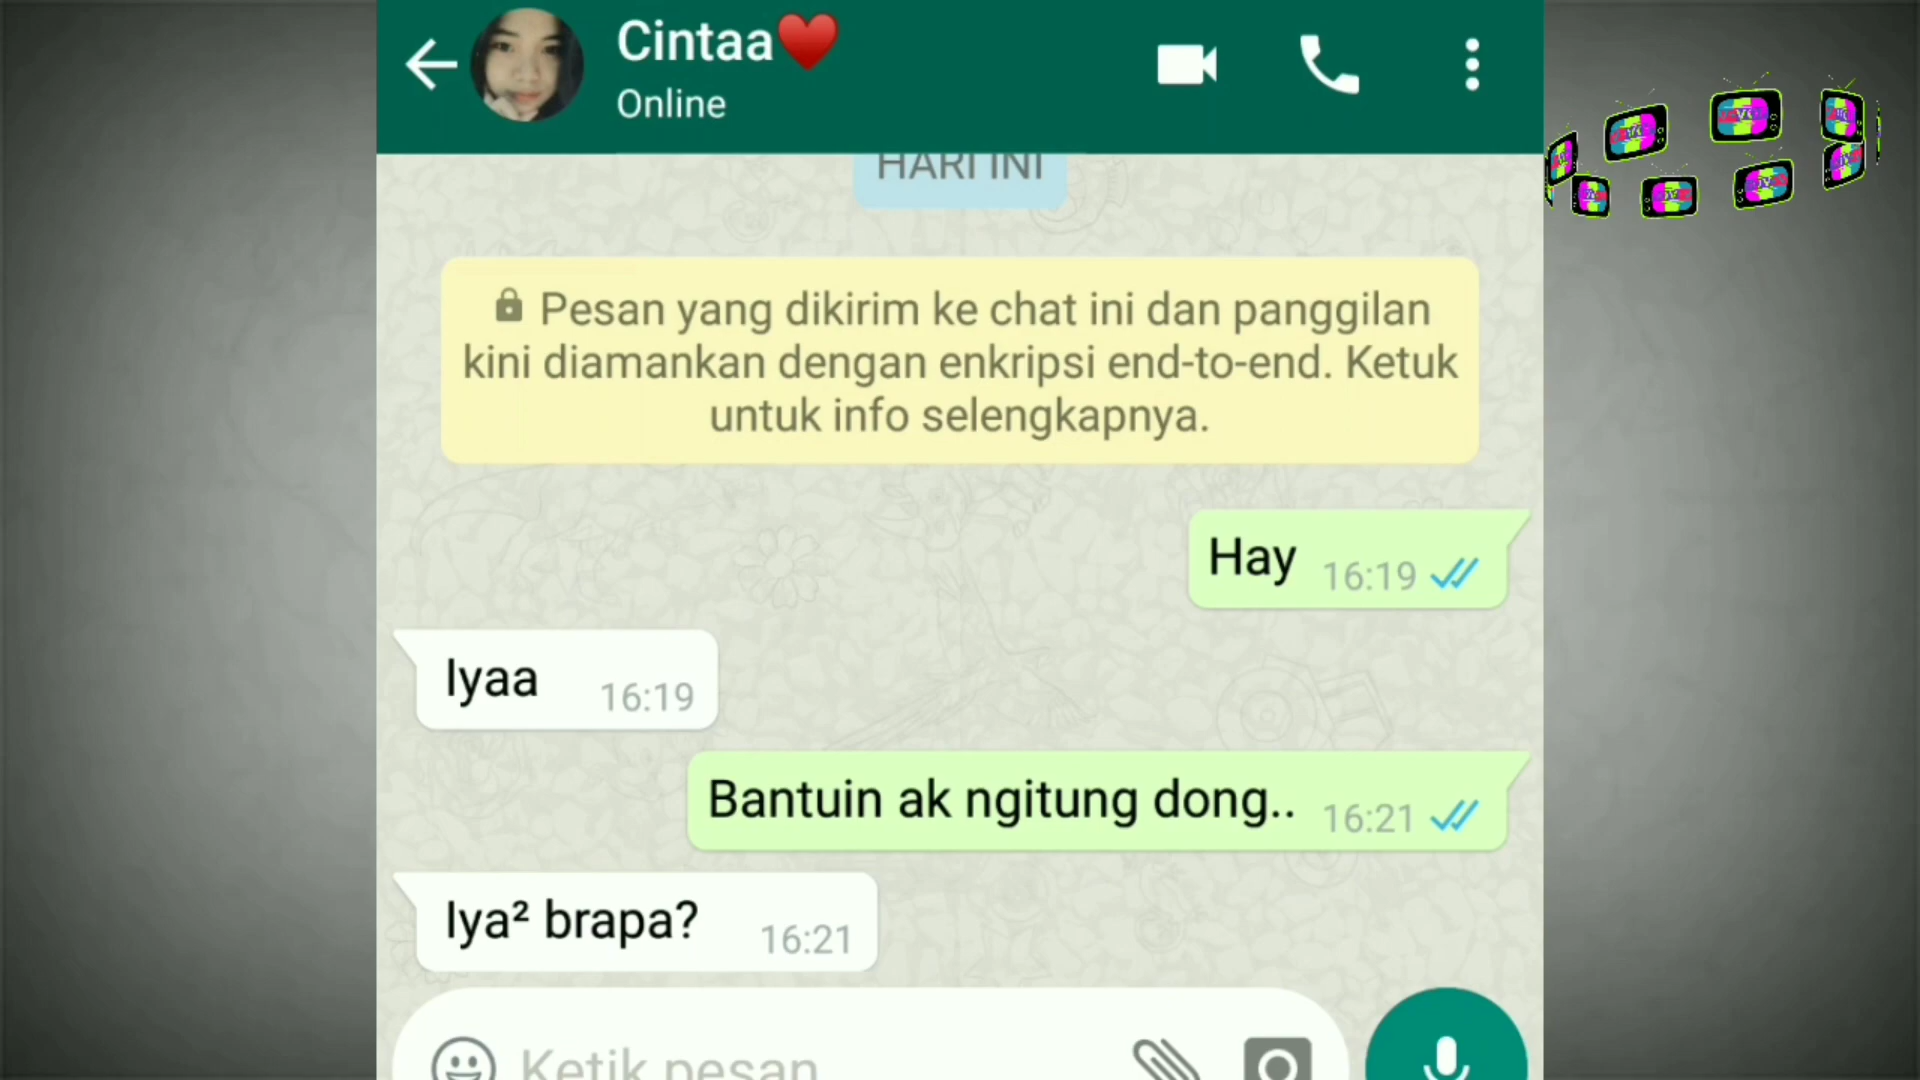 Cintaa❤️
Online
HARI INI
Pesan yang dikirim ke chat ini dan panggilan
kini diamankan dengan enkripsi end-to-end. Ketuk
untuk info selengkapnya.
Hay 16:19
Iyaa 16:19
Bantuin ak ngitung dong.. 16:21
Iya² brapa? 16:21
Ketik pesan